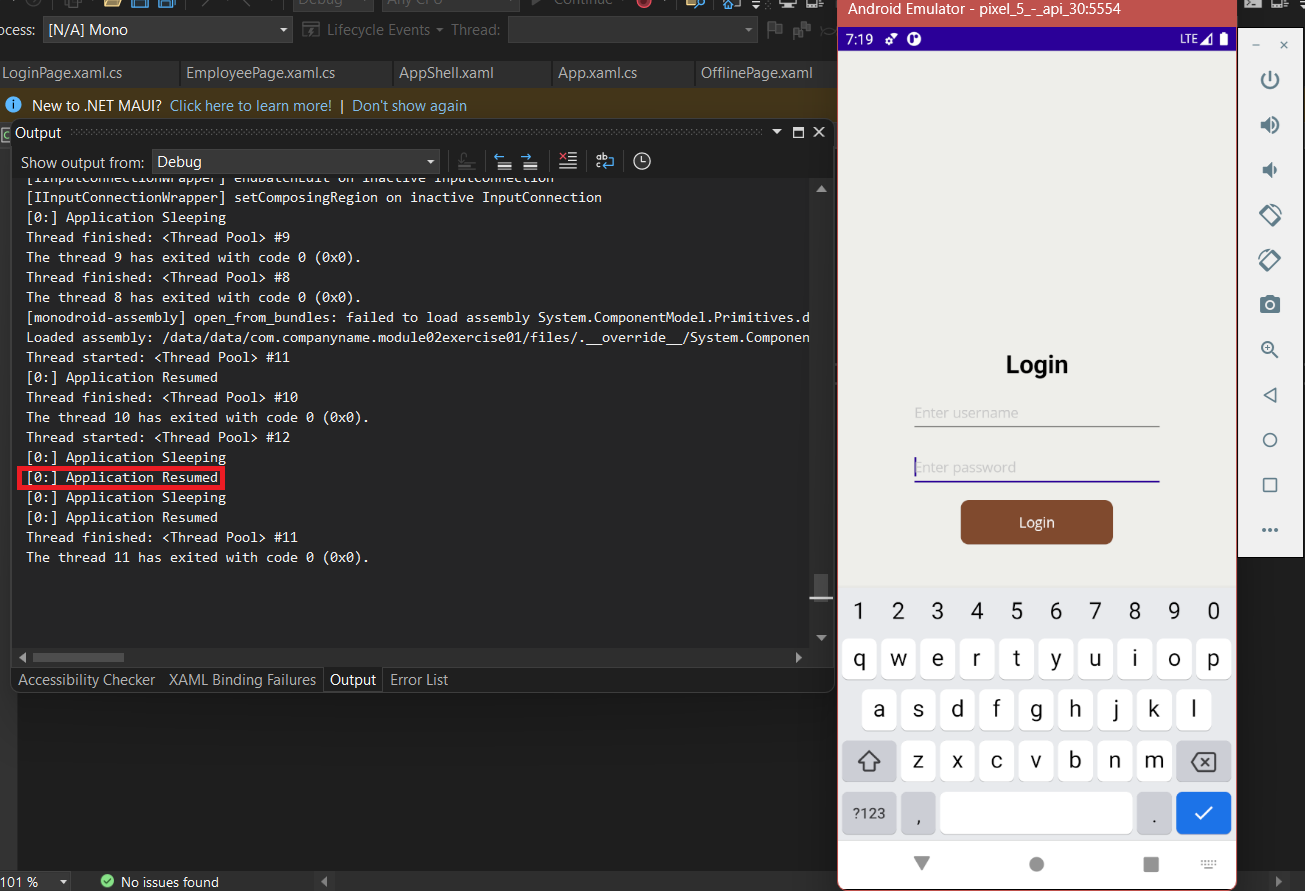 Debug
Any CPU
Continue
ocess: [N/A] Mono
Lifecycle Events
Thread:
LoginPage.xaml.cs
EmployeePage.xaml.cs
AppShell.xaml
App.xaml.cs
OfflinePage.xaml
New to .NET MAUI? Click here to learn more! | Don't show again
Output
Show output from: Debug
[IInputConnectionWrapper] endBatchEdit on inactive InputConnection
[IInputConnectionWrapper] setComposingRegion on inactive InputConnection
[0:] Application Sleeping
Thread finished: <Thread Pool> #9
The thread 9 has exited with code 0 (0x0).
Thread finished: <Thread Pool> #8
The thread 8 has exited with code 0 (0x0).
[monodroid-assembly] open_from_bundles: failed to load assembly System.ComponentModel.Primitives.d
Loaded assembly: /data/data/com.companyname.module02exercise01/files/.__override__/System.Componen
Thread started: <Thread Pool> #11
[0:] Application Resumed
Thread finished: <Thread Pool> #10
The thread 10 has exited with code 0 (0x0).
Thread started: <Thread Pool> #12
[0:] Application Sleeping
[0:] Application Resumed
[0:] Application Sleeping
[0:] Application Resumed
Thread finished: <Thread Pool> #11
The thread 11 has exited with code 0 (0x0).
Accessibility Checker
XAML Binding Failures
Output
Error List
101 %
No issues found
Android Emulator - pixel_5_-_api_30:5554
7:19
LTE
Login
Enter username
Enter password
Login
1 2 3 4 5 6 7 8 9 0
q w e r t y u i o p
a s d f g h j k l
z x c v b n m
?123 , .